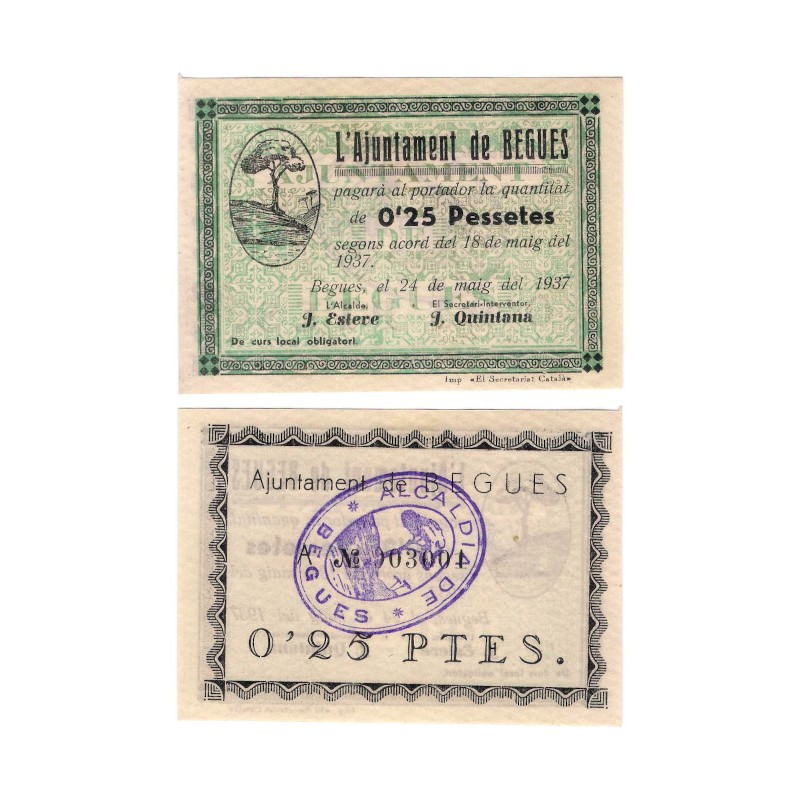 L'Ajuntament de BEGUES
pagarà al portador la quantitat
de 0'25 Pessetes
segons acord del 18 de maig del
1937.
Begues, el 24 de maig del 1937
L'Alcalde, El Secretari-Interventor,
J. Esteve J. Quintana
De curs local obligatori.
Imp «El Secretariat Català»
Ajuntament de BEGUES
A № 003004
ALCALDIA DE
BEGUES
0'25 PTES.